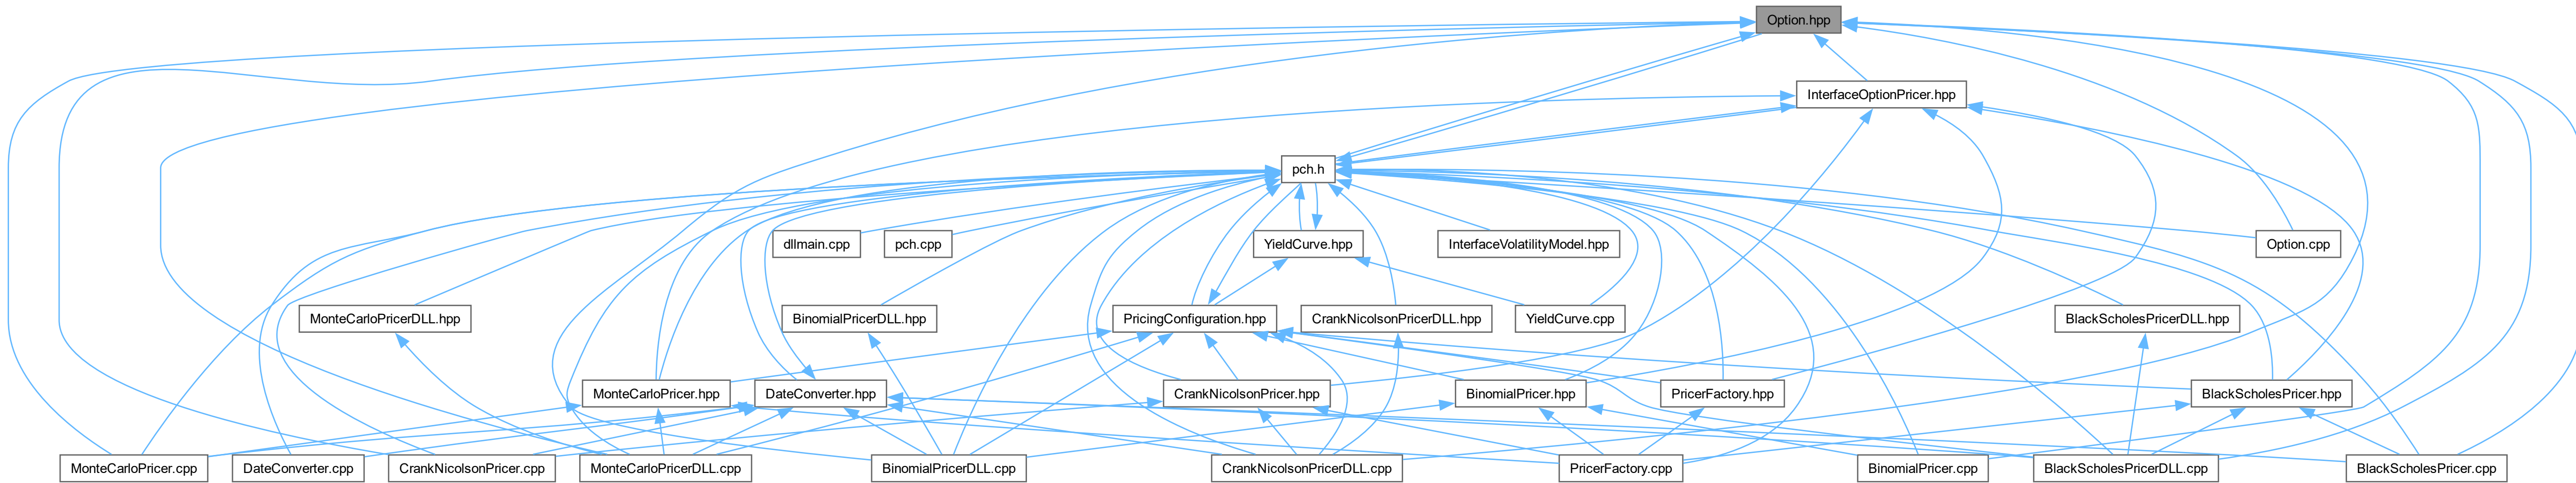 Option.hpp
InterfaceOptionPricer.hpp
pch.h
dllmain.cpp
pch.cpp
YieldCurve.hpp
InterfaceVolatilityModel.hpp
Option.cpp
MonteCarloPricerDLL.hpp
BinomialPricerDLL.hpp
PricingConfiguration.hpp
CrankNicolsonPricerDLL.hpp
YieldCurve.cpp
BlackScholesPricerDLL.hpp
MonteCarloPricer.hpp
DateConverter.hpp
CrankNicolsonPricer.hpp
BinomialPricer.hpp
PricerFactory.hpp
BlackScholesPricer.hpp
MonteCarloPricer.cpp
DateConverter.cpp
CrankNicolsonPricer.cpp
MonteCarloPricerDLL.cpp
BinomialPricerDLL.cpp
CrankNicolsonPricerDLL.cpp
PricerFactory.cpp
BinomialPricer.cpp
BlackScholesPricerDLL.cpp
BlackScholesPricer.cpp